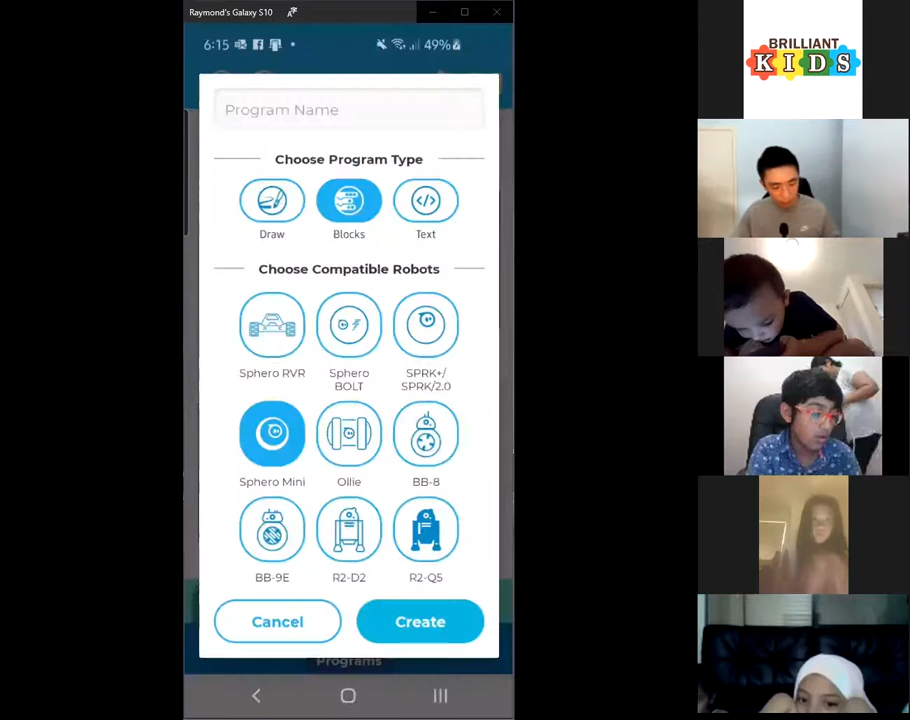 Raymond's Galaxy S10
6:15
49%
Program Name
Choose Program Type
Draw
Blocks
Text
Choose Compatible Robots
Sphero RVR
Sphero
BOLT
SPRK+/
SPRK/2.0
Sphero Mini
Ollie
BB-8
BB-9E
R2-D2
R2-Q5
Cancel
Create
Programs
BRILLIANT
KIDS